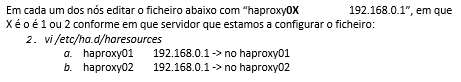 Em cada um dos nós editar o ficheiro abaixo com “haproxy0X 192.168.0.1”, em que
X é o é 1 ou 2 conforme em que servidor que estamos a configurar o ficheiro:
2. vi /etc/ha.d/haresources
a. haproxy01 192.168.0.1 -> no haproxy01
b. haproxy02 192.168.0.1 -> no haproxy02